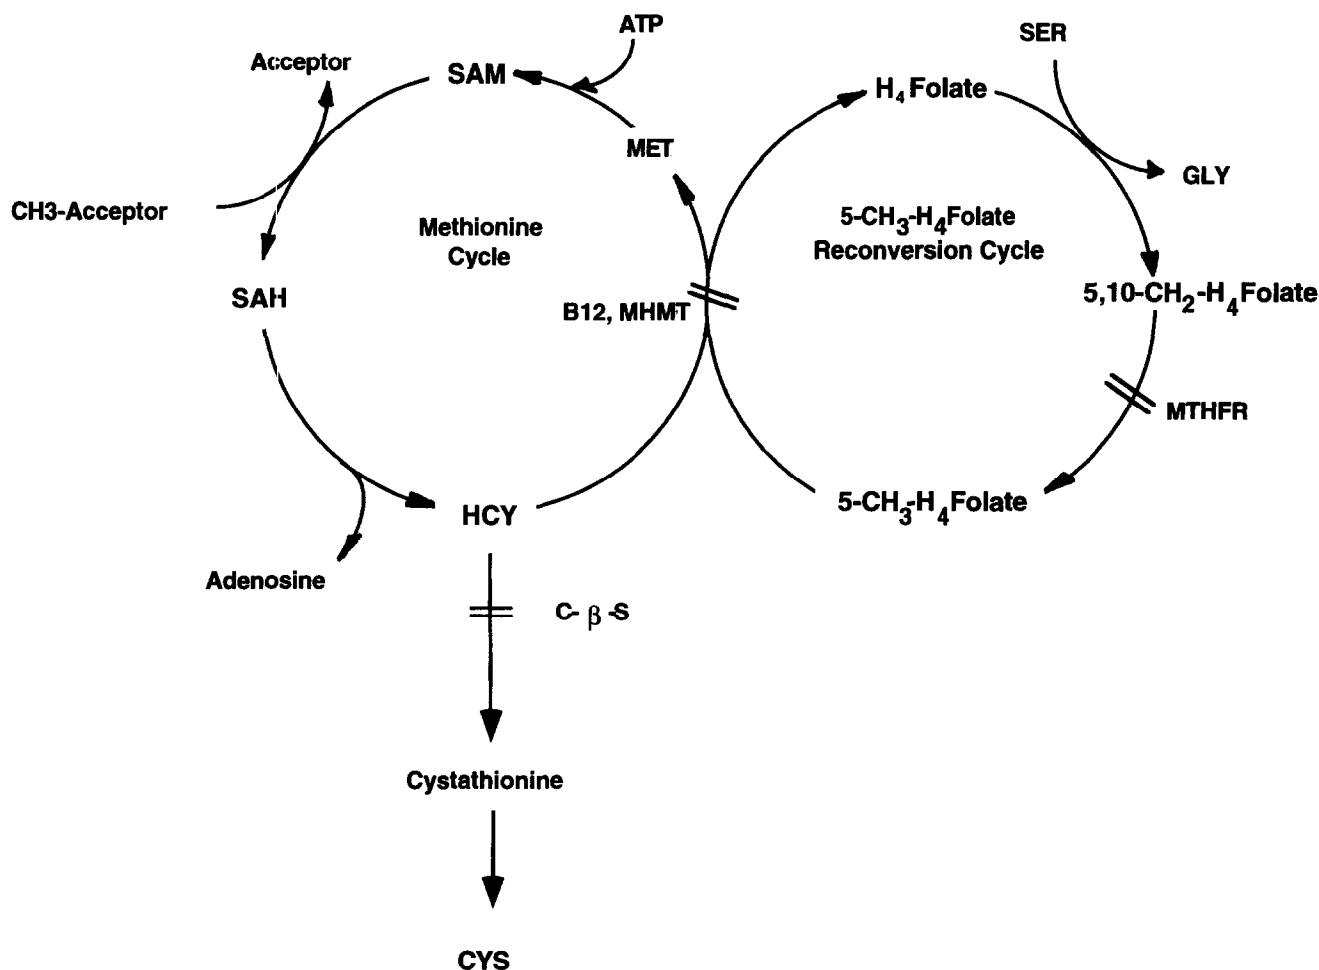 ATP
SER
Acceptor
SAM
H4 Folate
MET
GLY
CH3-Acceptor
Methionine
Cycle
5-CH3-H4Folate
Reconversion Cycle
SAH
B12, MHMT
5,10-CH2-H4Folate
MTHFR
HCY
5-CH3-H4Folate
Adenosine
C- β -S
Cystathionine
CYS